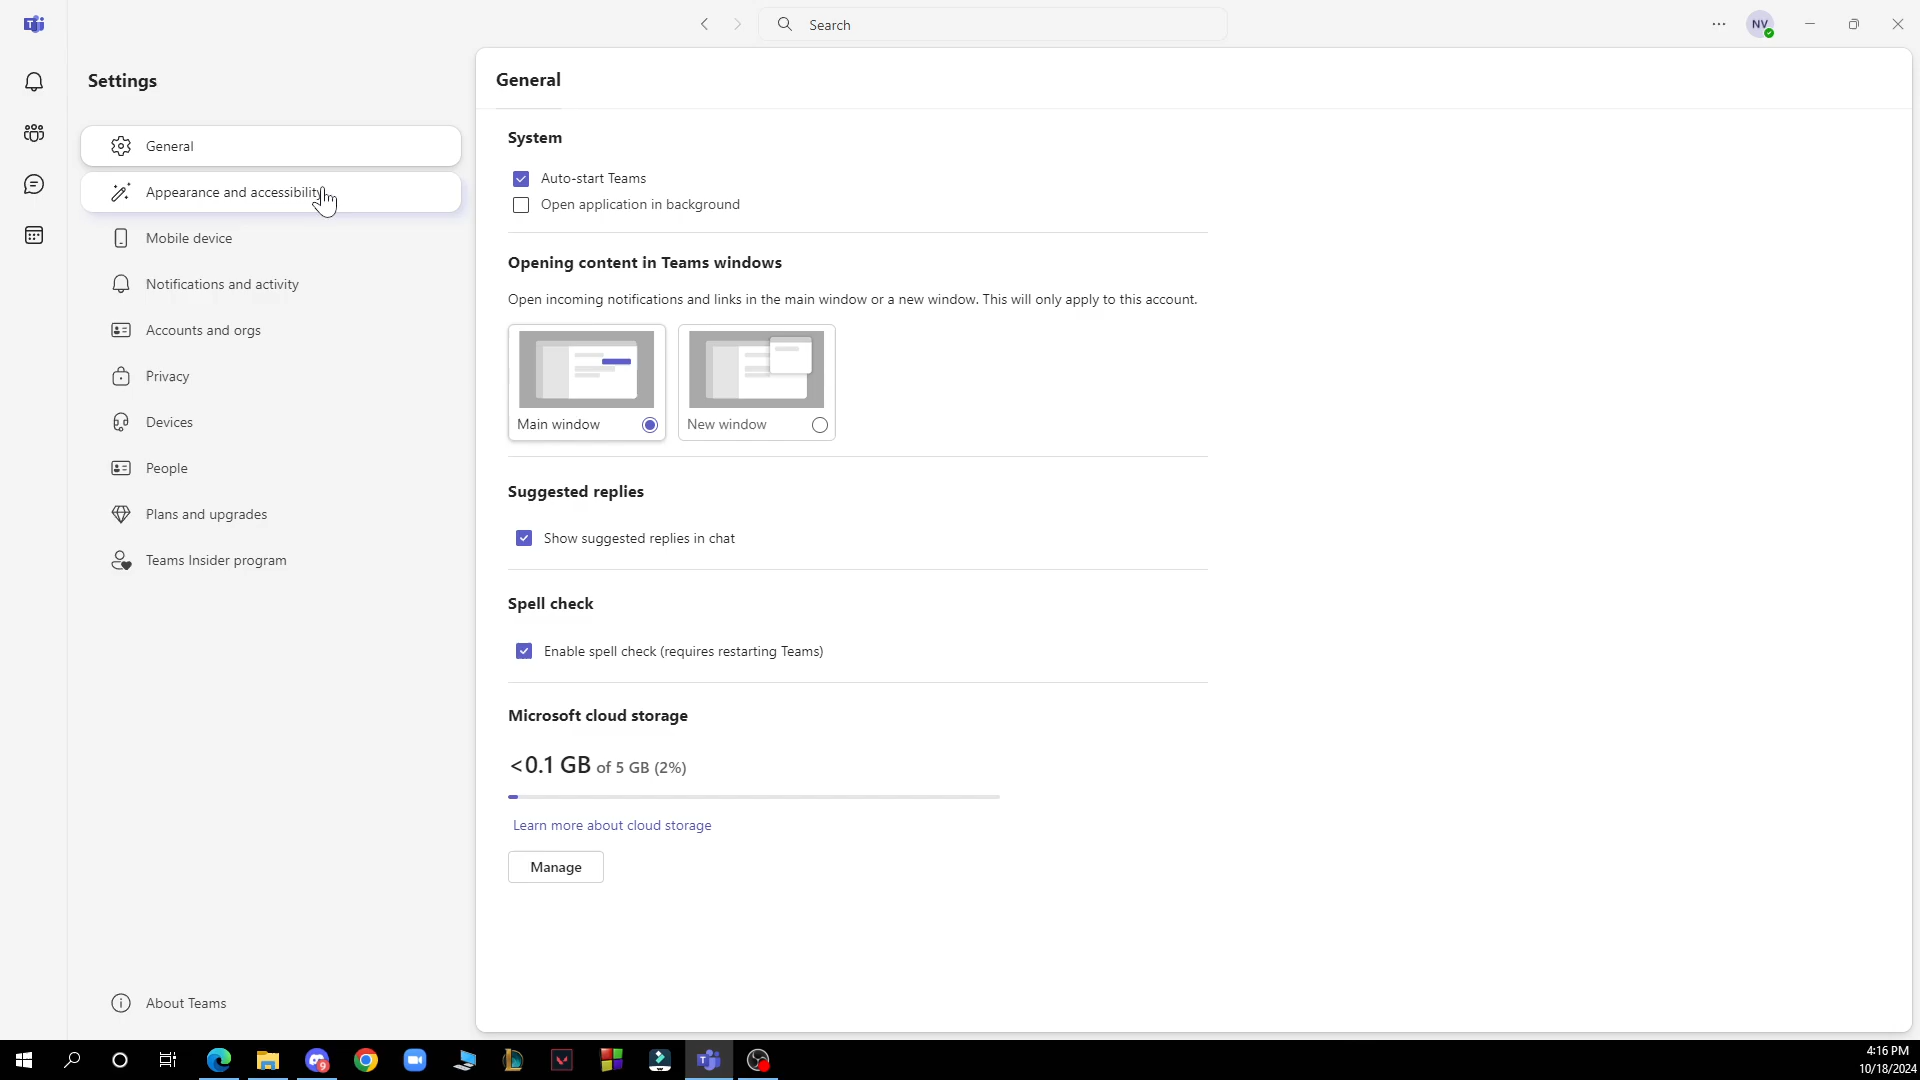 Search
NV
Settings
General
Appearance and accessibility
Mobile device
Notifications and activity
Accounts and orgs
Privacy
Devices
People
Plans and upgrades
Teams Insider program
About Teams
General
System
Auto-start Teams
Open application in background
Opening content in Teams windows
Open incoming notifications and links in the main window or a new window. This will only apply to this account.
Main window
New window
Suggested replies
Show suggested replies in chat
Spell check
Enable spell check (requires restarting Teams)
Microsoft cloud storage
<0.1 GB of 5 GB (2%)
Learn more about cloud storage
Manage
4:16 PM
10/18/2024